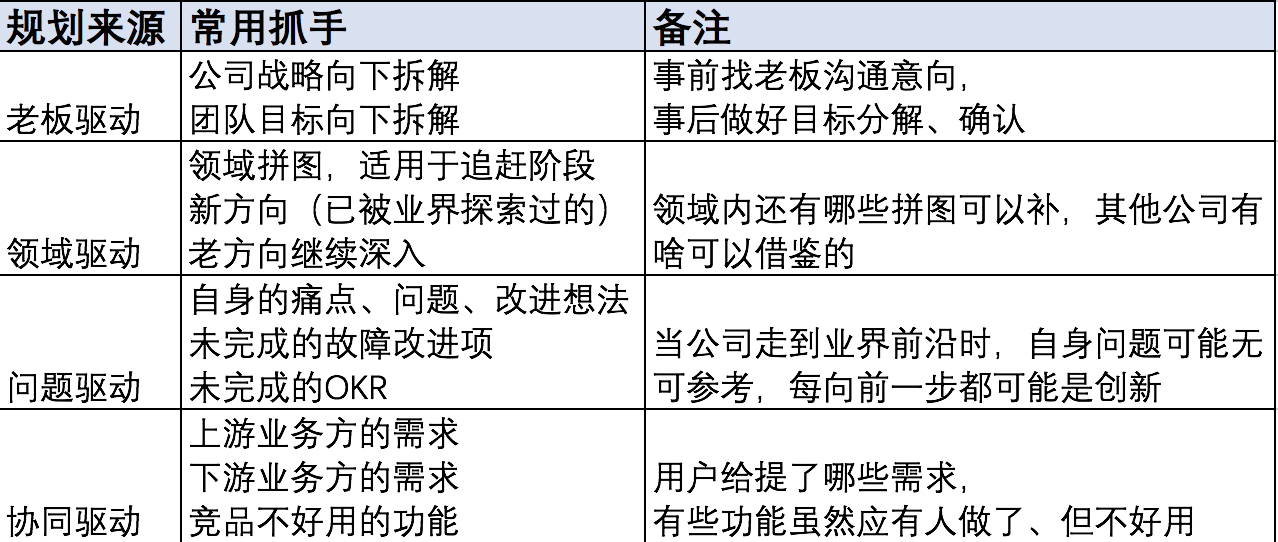 规划来源 常用抓手 备注
老板驱动
公司战略向下拆解
团队目标向下拆解
事前找老板沟通意向，
事后做好目标分解、确认
领域驱动
领域拼图，适用于追赶阶段
新方向（已被业界探索过的）
老方向继续深入
领域内还有哪些拼图可以补，其他公司有
啥可以借鉴的
问题驱动
自身的痛点、问题、改进想法
未完成的故障改进项
未完成的OKR
当公司走到业界前沿时，自身问题可能无
可参考，每向前一步都可能是创新
协同驱动
上游业务方的需求
下游业务方的需求
竞品不好用的功能
用户给提了哪些需求，
有些功能虽然应有人做了、但不好用